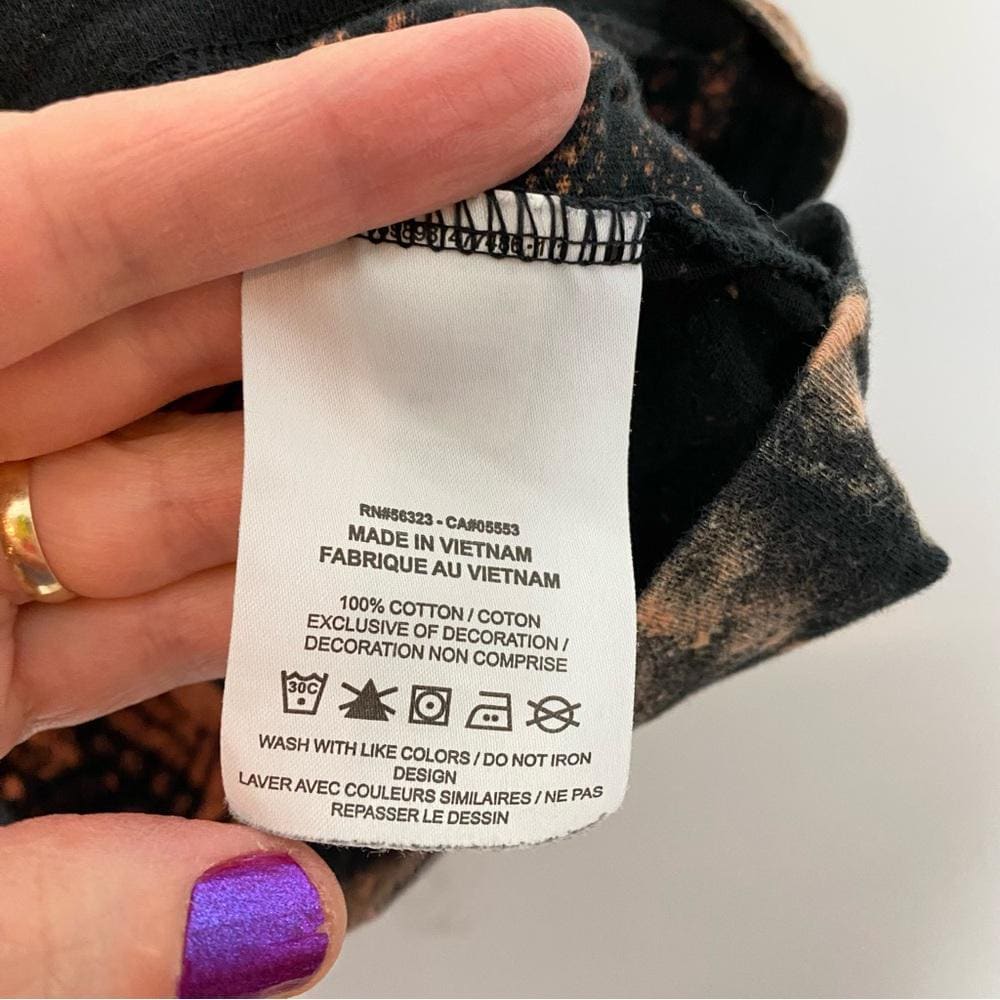 RN#56323 - CA#05553
MADE IN VIETNAM
FABRIQUE AU VIETNAM
100% COTTON / COTON
EXCLUSIVE OF DECORATION /
DECORATION NON COMPRISE
30C
WASH WITH LIKE COLORS / DO NOT IRON
DESIGN
LAVER AVEC COULEURS SIMILAIRES / NE PAS
REPASSER LE DESSIN